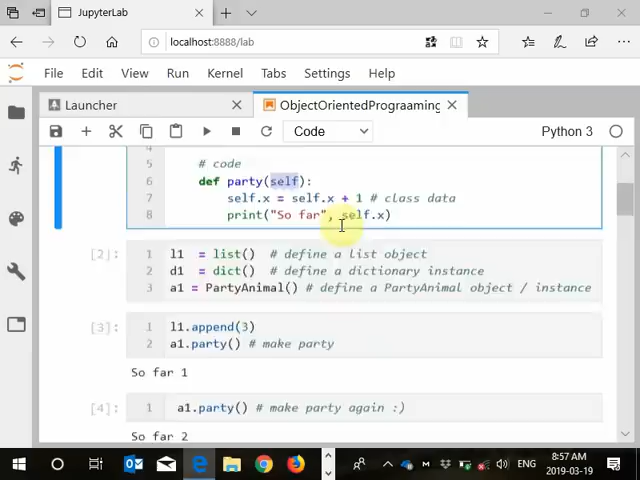 JupyterLab
localhost:8888/lab
File Edit View Run Kernel Tabs Settings Help
Launcher
ObjectOrientedPrograaming
Code
Python 3
4
5 # code
6 def party(self):
7 self.x = self.x + 1 # class data
8 print("So far", self.x)
[2]: 1 l1 = list() # define a list object
2 d1 = dict() # define a dictionary instance
3 a1 = PartyAnimal() # define a PartyAnimal object / instance
[3]: 1 l1.append(3)
2 a1.party() # make party
So far 1
[4]: 1 a1.party() # make party again :)
So far 2
ENG
8:57 AM
2019-03-19